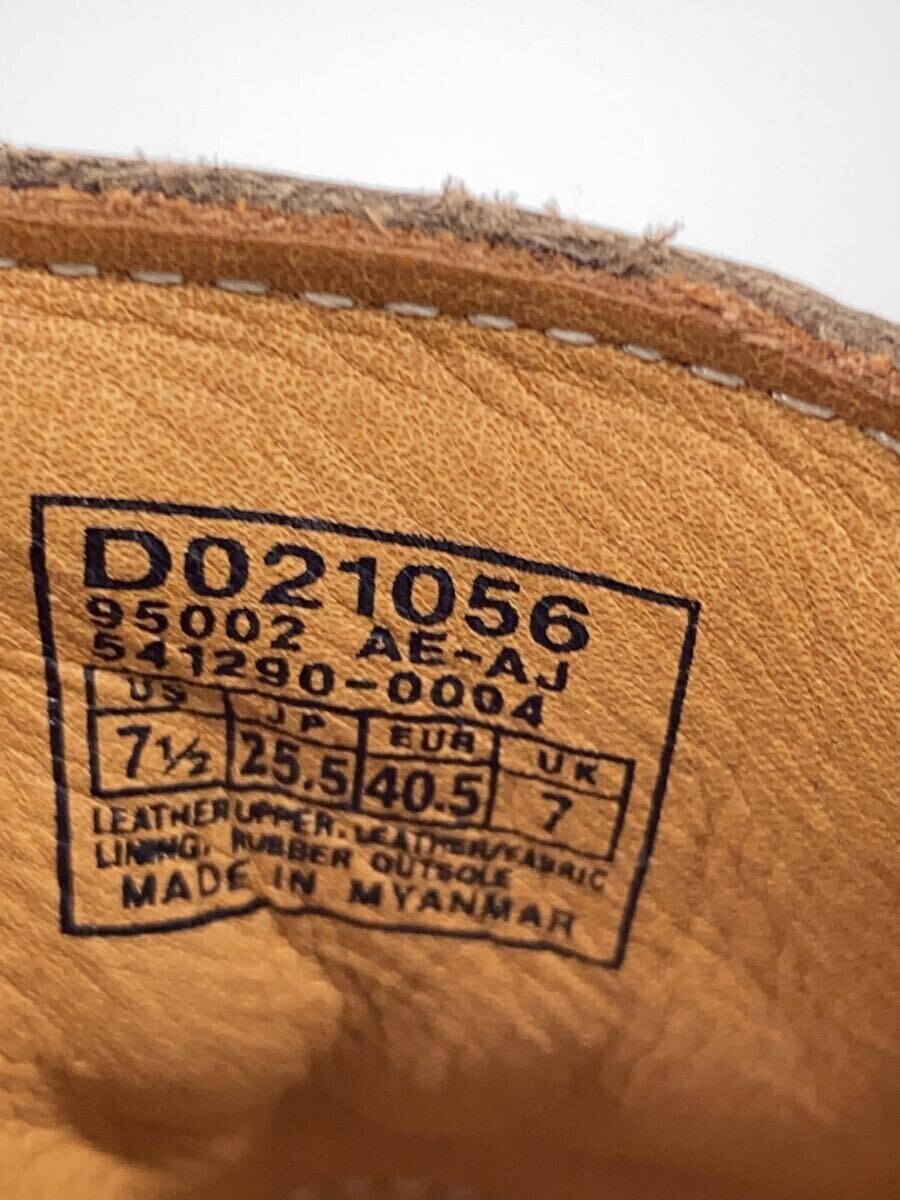 D021056
95002 AE-AJ
541290-0004
US JP EUR UK
7½ 25.5 40.5 7
LEATHER UPPER, LEATHER/FABRIC
LINING, RUBBER OUTSOLE
MADE IN MYANMAR